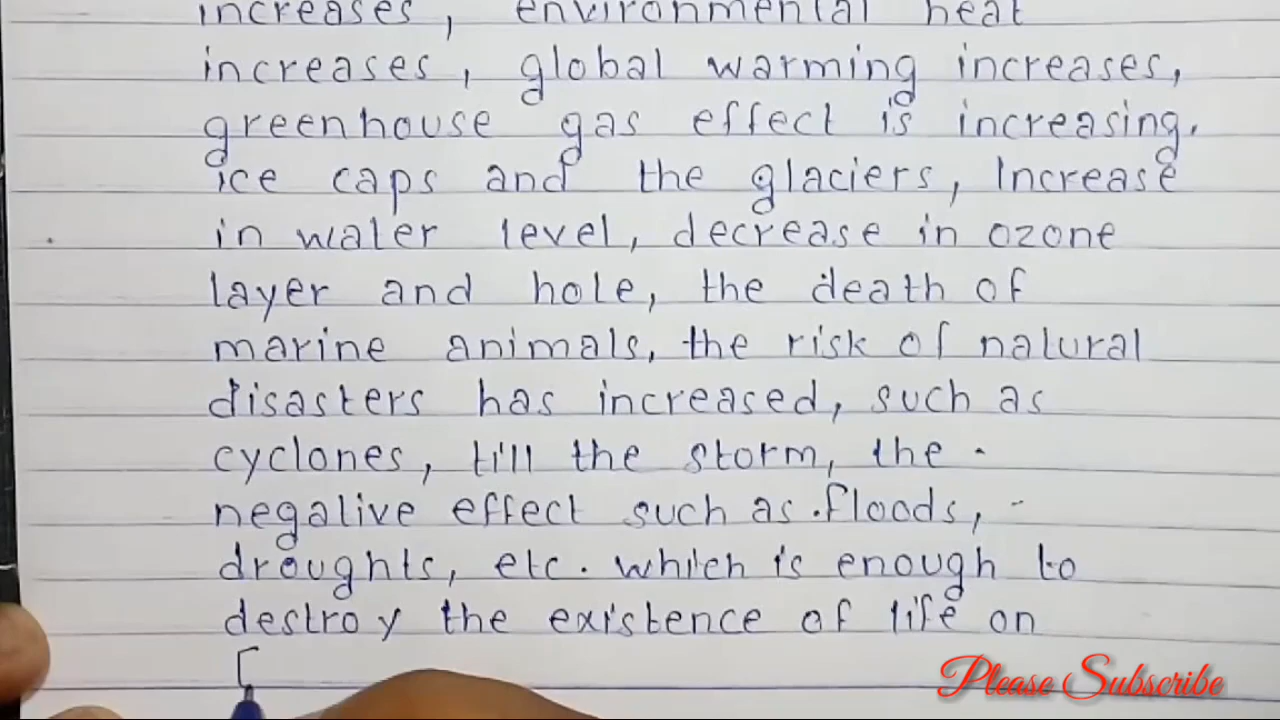 increases, environmental heat
increases, global warming increases,
greenhouse gas effect is increasing.
ice caps and the glaciers, Increase
in water level, decrease in ozone
layer and hole, the death of
marine animals, the risk of natural
disasters has increased, such as
cyclones, till the storm, the
negative effect such as floods,
droughts, etc. which is enough to
destroy the existence of life on
Please Subscribe